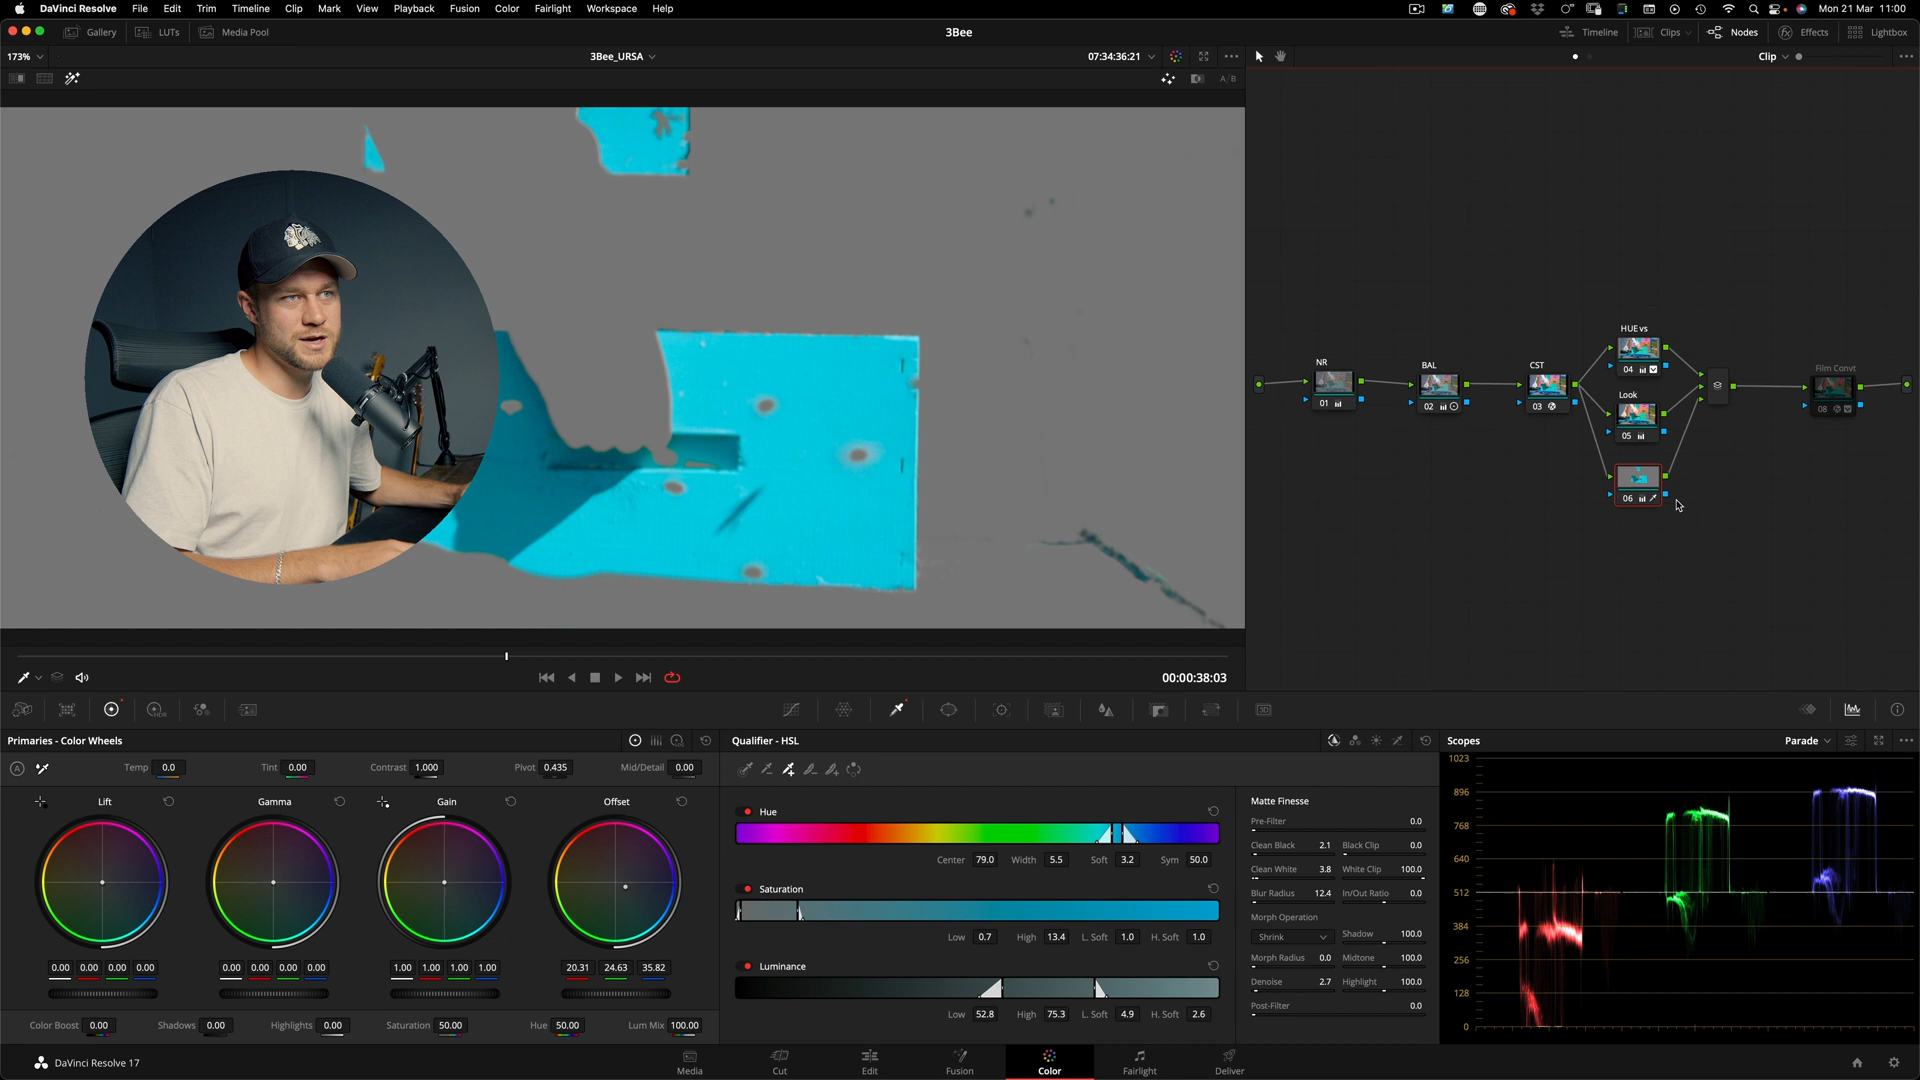 DaVinci Resolve File Edit Trim Timeline Clip Mark View Playback Fusion Color Fairlight Workspace Help
Mon 21 Mar 11:00
Gallery LUTs Media Pool
3Bee
Timeline Clips Nodes Effects Lightbox
173%
3Bee_URSA
07:34:36:21
Clip
A/B
HUE vs
04
NR
01
BAL
02
CST
03
Look
05
06
Film Convt
08
00:00:38:03
HDR
3D
Primaries - Color Wheels
A
Temp 0.0 Tint 0.00 Contrast 1.000 Pivot 0.435 Mid/Detail 0.00
Lift Gamma Gain Offset
0.00 0.00 0.00 0.00
0.00 0.00 0.00 0.00
1.00 1.00 1.00 1.00
20.31 24.63 35.82
Color Boost 0.00 Shadows 0.00 Highlights 0.00 Saturation 50.00 Hue 50.00 Lum Mix 100.00
Qualifier - HSL
Hue
Center 79.0 Width 5.5 Soft 3.2 Sym 50.0
Saturation
Low 0.7 High 13.4 L. Soft 1.0 H. Soft 1.0
Luminance
Low 52.8 High 75.3 L. Soft 4.9 H. Soft 2.6
Matte Finesse
Pre-Filter 0.0
Clean Black 2.1 Black Clip 0.0
Clean White 3.8 White Clip 100.0
Blur Radius 12.4 In/Out Ratio 0.0
Morph Operation
Shrink Shadow 100.0
Morph Radius 0.0 Midtone 100.0
Denoise 2.7 Highlight 100.0
Post-Filter 0.0
Scopes
Parade
1023
896
768
640
512
384
256
128
0
DaVinci Resolve 17
Media Cut Edit Fusion Color Fairlight Deliver